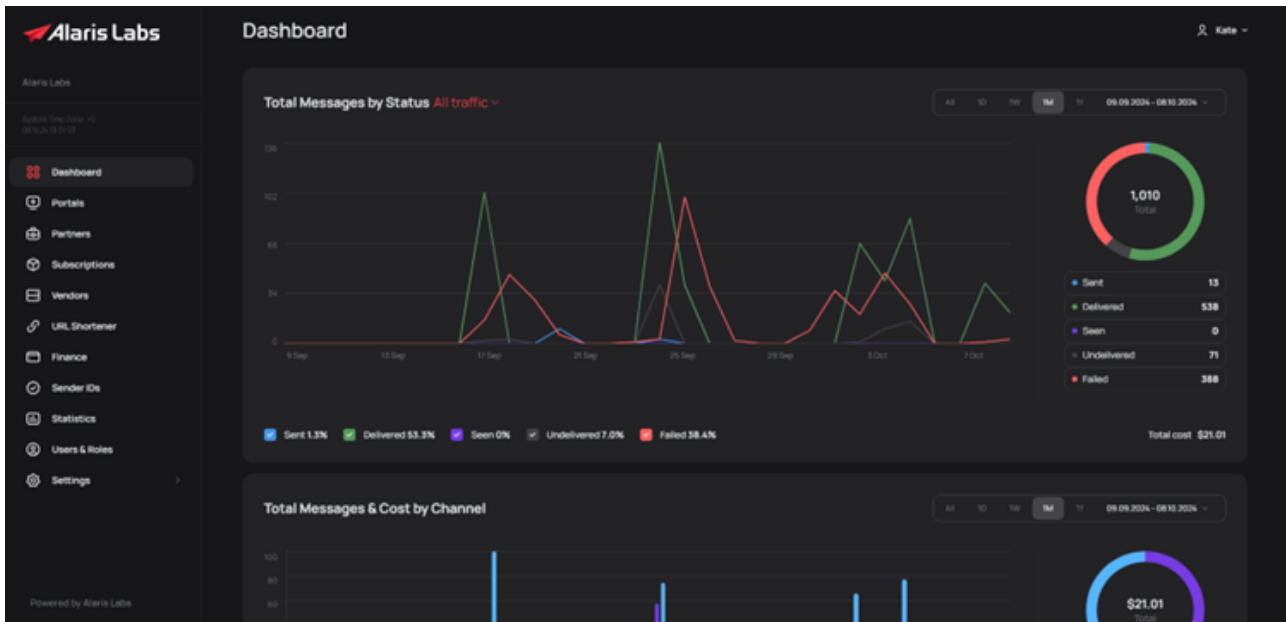 Alaris Labs
Dashboard
Kate
Alaris Labs
System Time Zone: +0
Dashboard
Portals
Partners
Subscriptions
Vendors
URL Shortener
Finance
Sender IDs
Statistics
Users & Roles
Settings
Powered by Alaris Labs
Total Messages by Status All traffic
All 1D 1W 1M 1Y 09.09.2024 – 08.10.2024
136
102
68
34
0
9 Sep 13 Sep 17 Sep 21 Sep 25 Sep 29 Sep 3 Oct 7 Oct
1,010
Total
Sent 13
Delivered 538
Seen 0
Undelivered 71
Failed 388
Sent 1.3% Delivered 53.3% Seen 0% Undelivered 7.0% Failed 38.4%
Total cost $21.01
Total Messages & Cost by Channel
All 1D 1W 1M 1Y 09.09.2024 – 08.10.2024
100
80
60
$21.01
Total